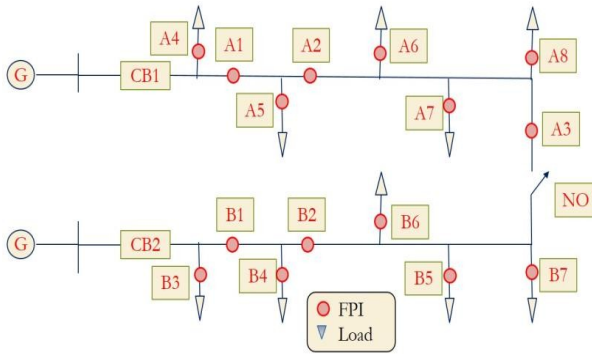 A4 A1 A2 A6 A8
G CB1
A5 A7 A3
NO
B1 B2 B6
G CB2
B3 B4 B5 B7
FPI
Load